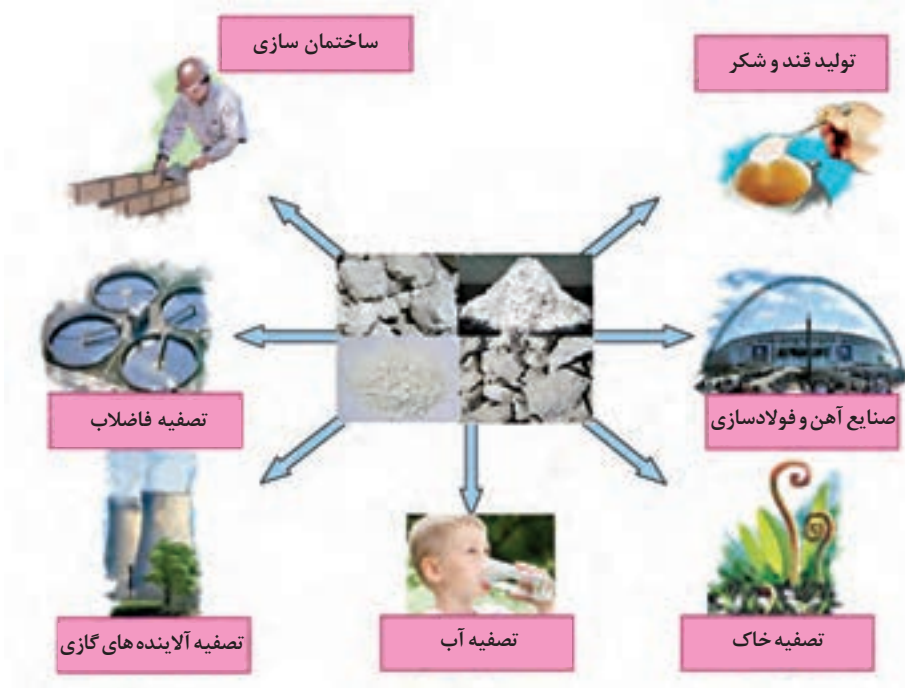 ساختمان سازی
تولید قند و شکر
تصفیه فاضلاب
صنایع آهن و فولادسازی
تصفیه آلاینده های گازی
تصفیه آب
تصفیه خاک